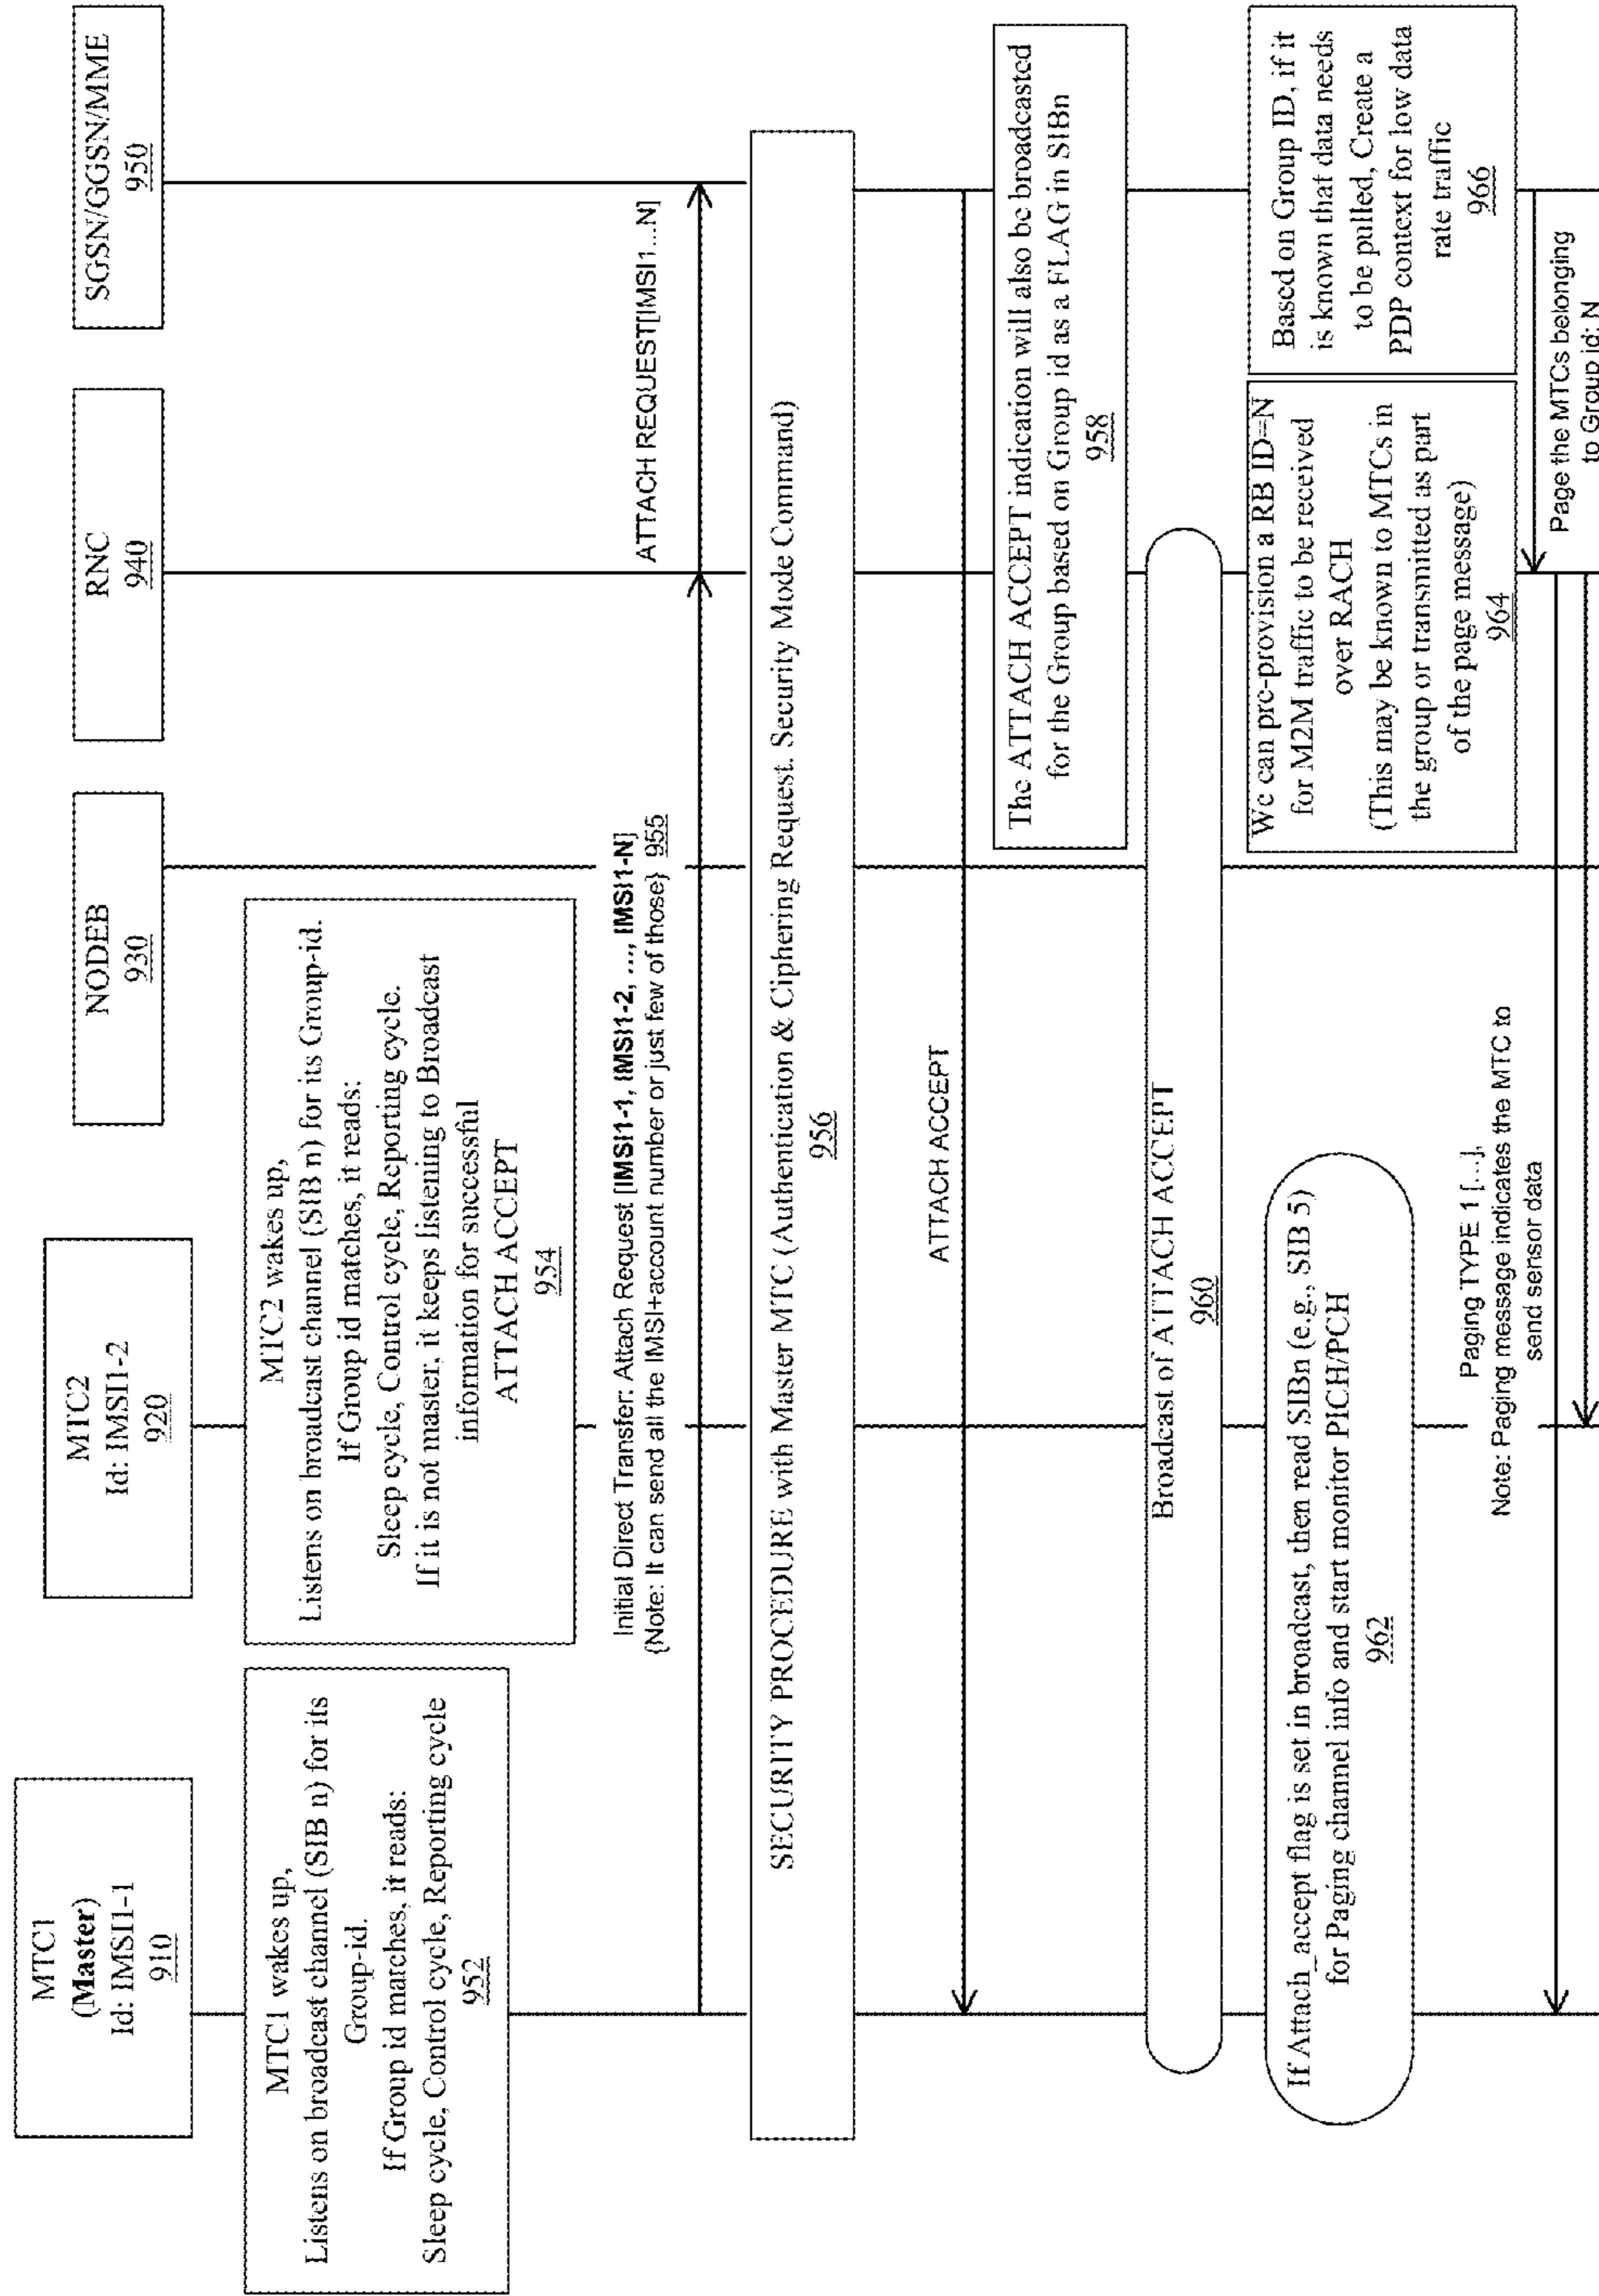 MTC1
(Master)
Id: IMSI1-1
910
MTC2
Id: IMSI1-2
920
NODEB
930
RNC
940
SGSN/GGSN/MME
950
MTC1 wakes up,
Listens on broadcast channel (SIB n) for its
Group-id.
If Group id matches, it reads:
Sleep cycle, Control cycle, Reporting cycle
952
MTC2 wakes up,
Listens on broadcast channel (SIB n) for its Group-id.
If Group id matches, it reads:
Sleep cycle, Control cycle, Reporting cycle.
If it is not master, it keeps listening to Broadcast
information for successful
ATTACH ACCEPT
954
Initial Direct Transfer: Attach Request [IMSI1-1, IMSI1-2, ..., IMSI1-N]
{Note: It can send all the IMSI+account number or just few of those} 955
ATTACH REQUEST[IMSI1...N]
SECURITY PROCEDURE with Master MTC (Authentication & Ciphering Request. Security Mode Command)
956
ATTACH ACCEPT
The ATTACH ACCEPT indication will also be broadcasted
for the Group based on Group id as a FLAG in SIBn
958
Broadcast of ATTACH ACCEPT
960
If Attach_accept flag is set in broadcast, then read SIBn (e.g., SIB 5)
for Paging channel info and start monitor PICH/PCH
962
We can pre-provision a RB ID=N
for M2M traffic to be received
over RACH
(This may be known to MTCs in
the group or transmitted as part
of the page message)
964
Based on Group ID, if it
is known that data needs
to be pulled, Create a
PDP context for low data
rate traffic
966
Page the MTCs belonging
to Group id: N
Paging TYPE 1 [...],
Note: Paging message indicates the MTC to
send sensor data